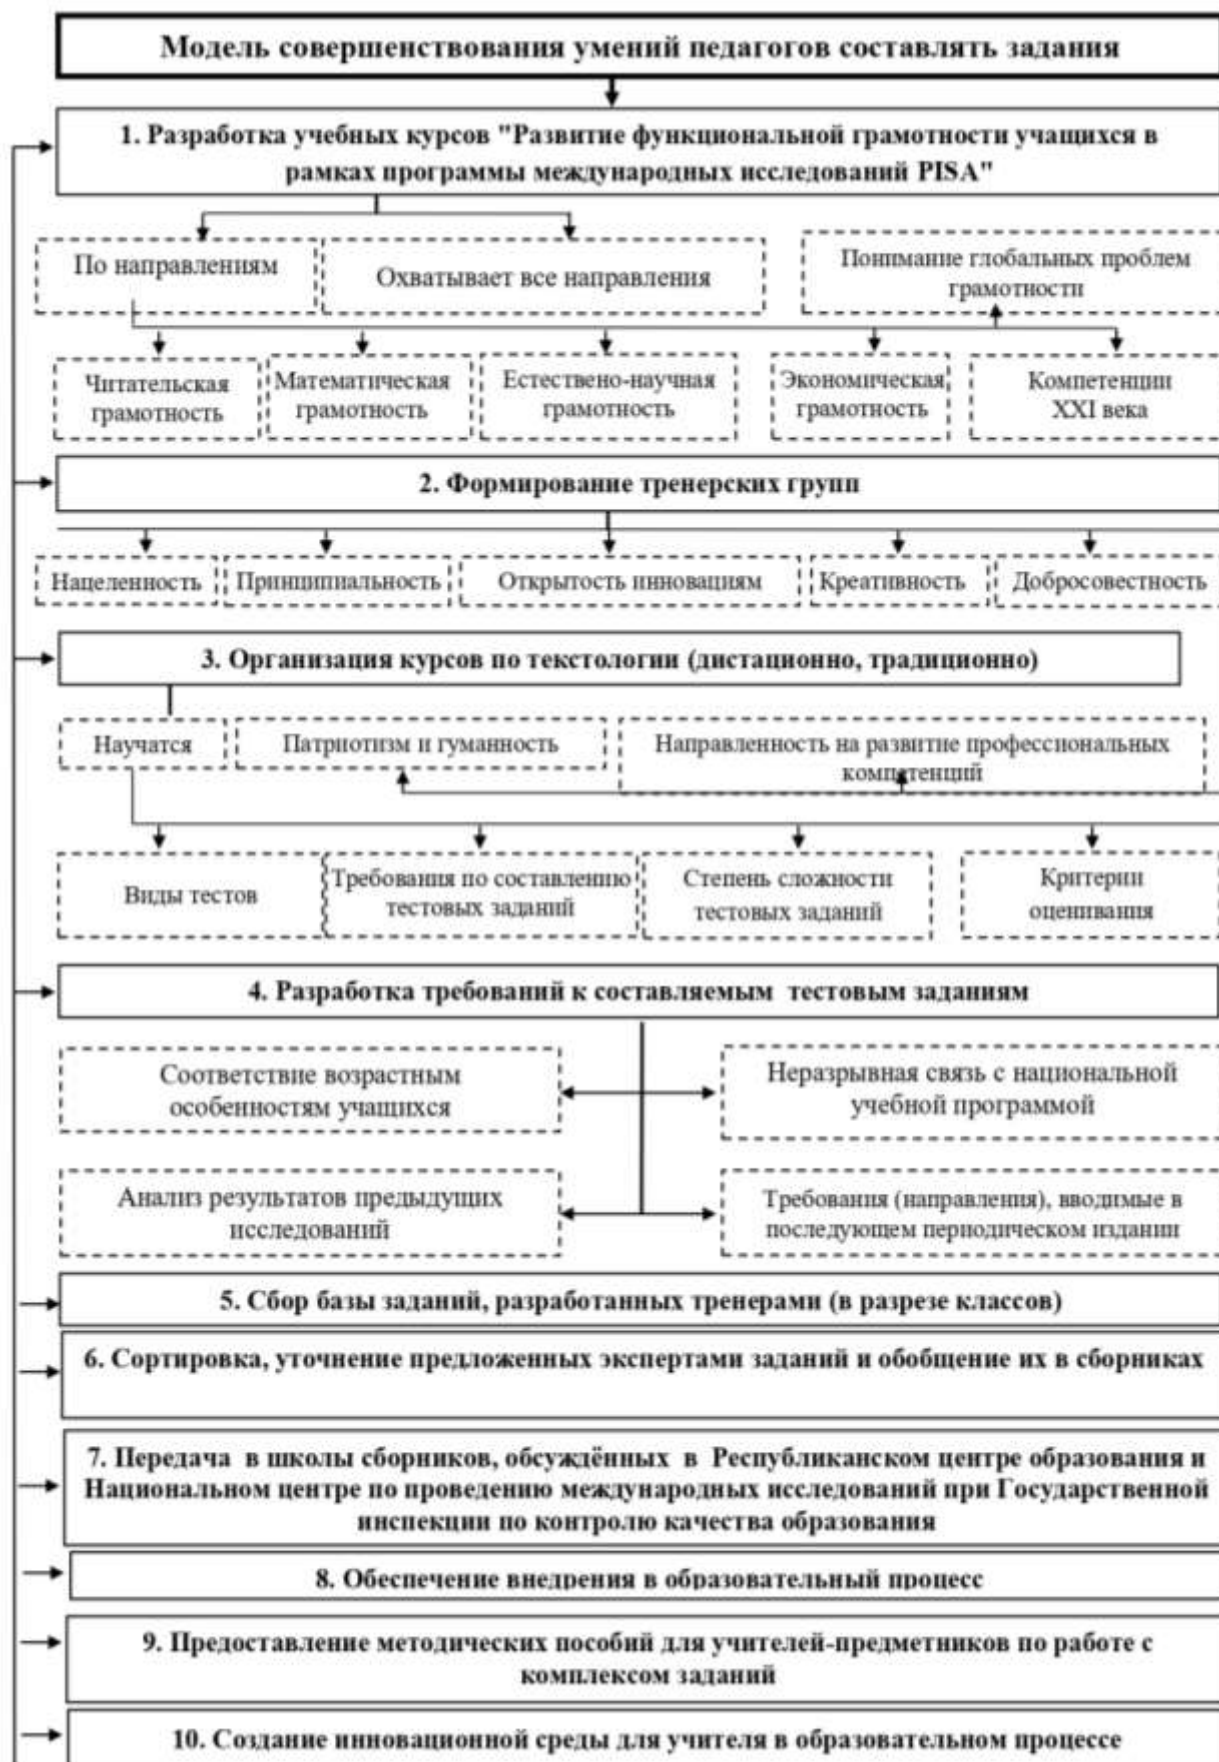 Модель совершенствования умений педагогов составлять задания
1. Разработка учебных курсов "Развитие функциональной грамотности учащихся в
рамках программы международных исследований PISA"
По направлениям
Охватывает все направления
Понимание глобальных проблем
грамотности
Читательская
грамотность
Математическая
грамотность
Естествено-научная
грамотность
Экономическая
грамотность
Компетенции
XXI века
2. Формирование тренерских групп
Нацеленность
Принципиальность
Открытость инновациям
Креативность
Добросовестность
3. Организация курсов по текстологии (дистационно, традиционно)
Научатся
Патриотизм и гуманность
Направленность на развитие профессиональных
компетенций
Виды тестов
Требования по составлению
тестовых заданий
Степень сложности
тестовых заданий
Критерии
оценивания
4. Разработка требований к составляемым тестовым заданиям
Соответствие возрастным
особенностям учащихся
Неразрывная связь с национальной
учебной программой
Анализ результатов предыдущих
исследований
Требования (направления), вводимые в
последующем периодическом издании
5. Сбор базы заданий, разработанных тренерами (в разрезе классов)
6. Сортировка, уточнение предложенных экспертами заданий и обобщение их в сборниках
7. Передача в школы сборников, обсуждённых в Республиканском центре образования и
Национальном центре по проведению международных исследований при Государственной
инспекции по контролю качества образования
8. Обеспечение внедрения в образовательный процесс
9. Предоставление методических пособий для учителей-предметников по работе с
комплексом заданий
10. Создание инновационной среды для учителя в образовательном процессе